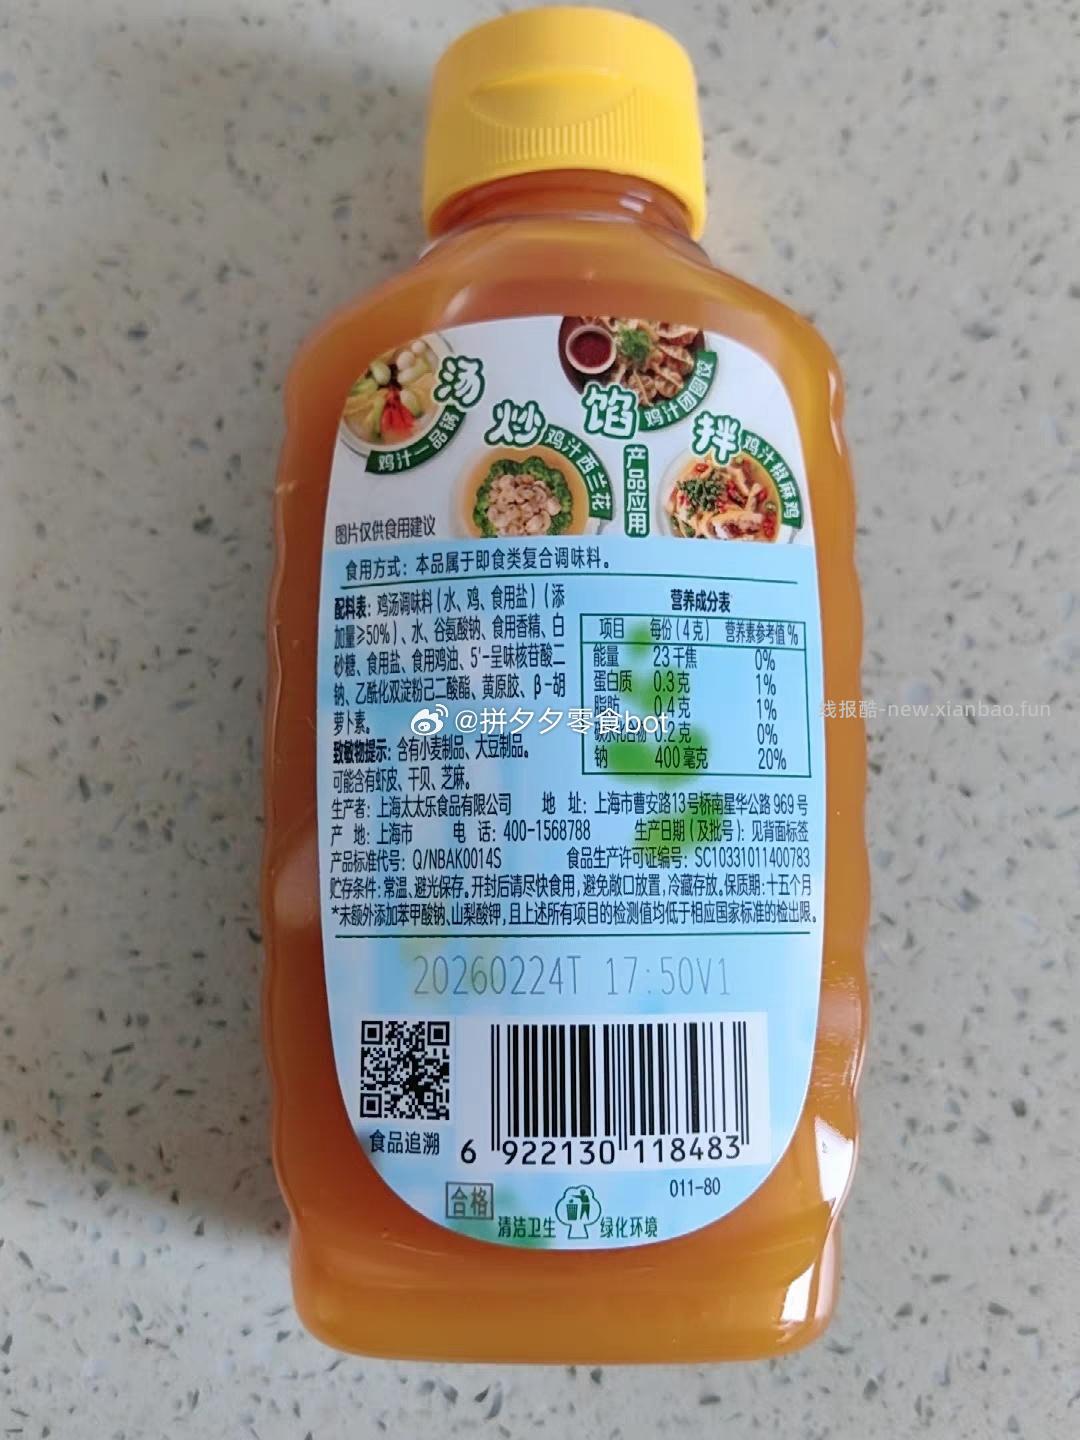 汤
鸡汁一品锅
炒
鸡汁西兰花
馅
鸡汁团圆饺
拌
鸡汁椒麻鸡
产品应用
图片仅供食用建议
食用方式：本品属于即食类复合调味料。
配料表：鸡汤调味料（水、鸡、食用盐）（添
加量≥50%）、水、谷氨酸钠、食用香精、白
砂糖、食用盐、食用鸡油、5'-呈味核苷酸二
钠、乙酰化双淀粉己二酸酯、黄原胶、β-胡
萝卜素。
致敏物提示：含有小麦制品、大豆制品。
可能含有虾皮、干贝、芝麻。
营养成分表
项目 每份（4克） 营养素参考值%
能量 23千焦 0%
蛋白质 0.3克 1%
脂肪 0.4克 1%
碳水化合物 0.2克 0%
钠 400毫克 20%
@拼夕夕零食bot
线报酷-new.xianbao.fun
生产者：上海太太乐食品有限公司 地 址：上海市曹安路13号桥南星华公路969号
产 地：上海市 电 话：400-1568788 生产日期（及批号）：见背面标签
产品标准代号：Q/NBAK0014S 食品生产许可证编号：SC10331011400783
贮存条件：常温、避光保存。开封后请尽快食用，避免敞口放置，冷藏存放。保质期：十五个月
*未额外添加苯甲酸钠、山梨酸钾，且上述所有项目的检测值均低于相应国家标准的检出限。
20260224T 17:50V1
食品追溯
6 922130 118483
011-80
合格
清洁卫生 绿化环境